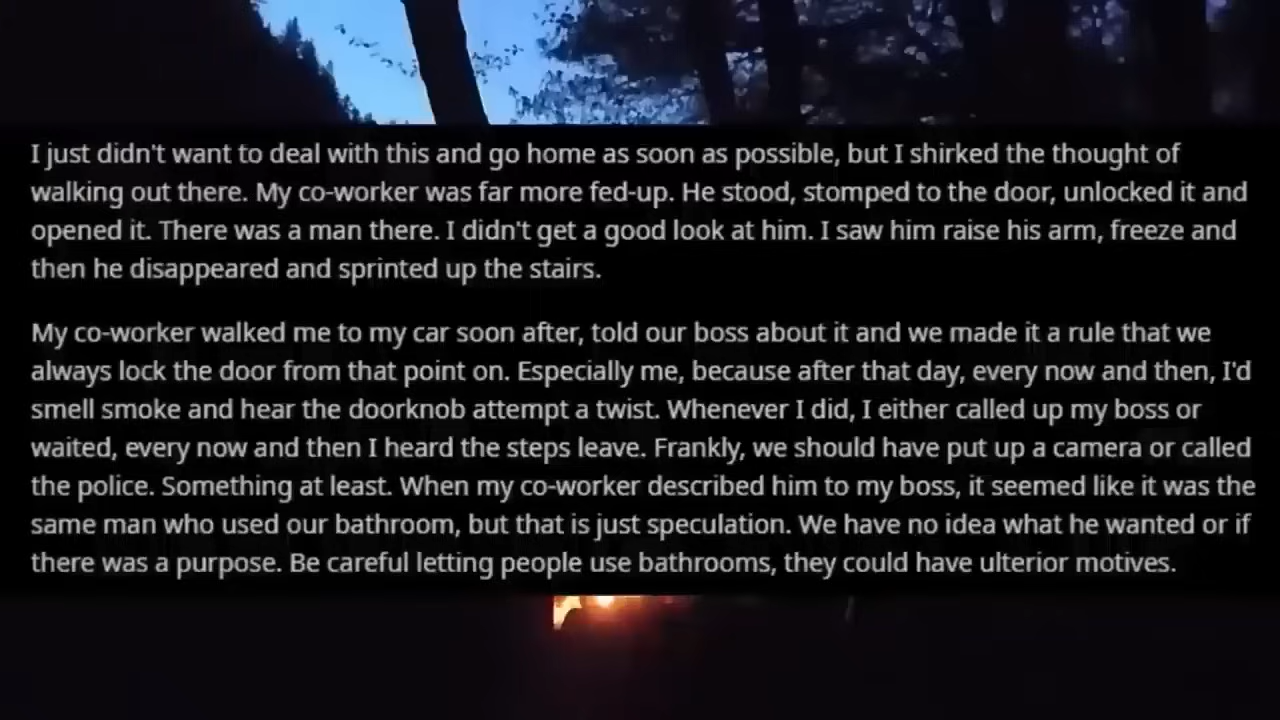 I just didn't want to deal with this and go home as soon as possible, but I shirked the thought of
walking out there. My co-worker was far more fed-up. He stood, stomped to the door, unlocked it and
opened it. There was a man there. I didn't get a good look at him. I saw him raise his arm, freeze and
then he disappeared and sprinted up the stairs.
My co-worker walked me to my car soon after, told our boss about it and we made it a rule that we
always lock the door from that point on. Especially me, because after that day, every now and then, I'd
smell smoke and hear the doorknob attempt a twist. Whenever I did, I either called up my boss or
waited, every now and then I heard the steps leave. Frankly, we should have put up a camera or called
the police. Something at least. When my co-worker described him to my boss, it seemed like it was the
same man who used our bathroom, but that is just speculation. We have no idea what he wanted or if
there was a purpose. Be careful letting people use bathrooms, they could have ulterior motives.